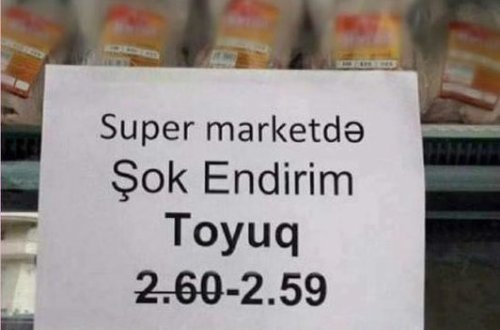 Super marketdə
Şok Endirim
Toyuq
2.60-2.59